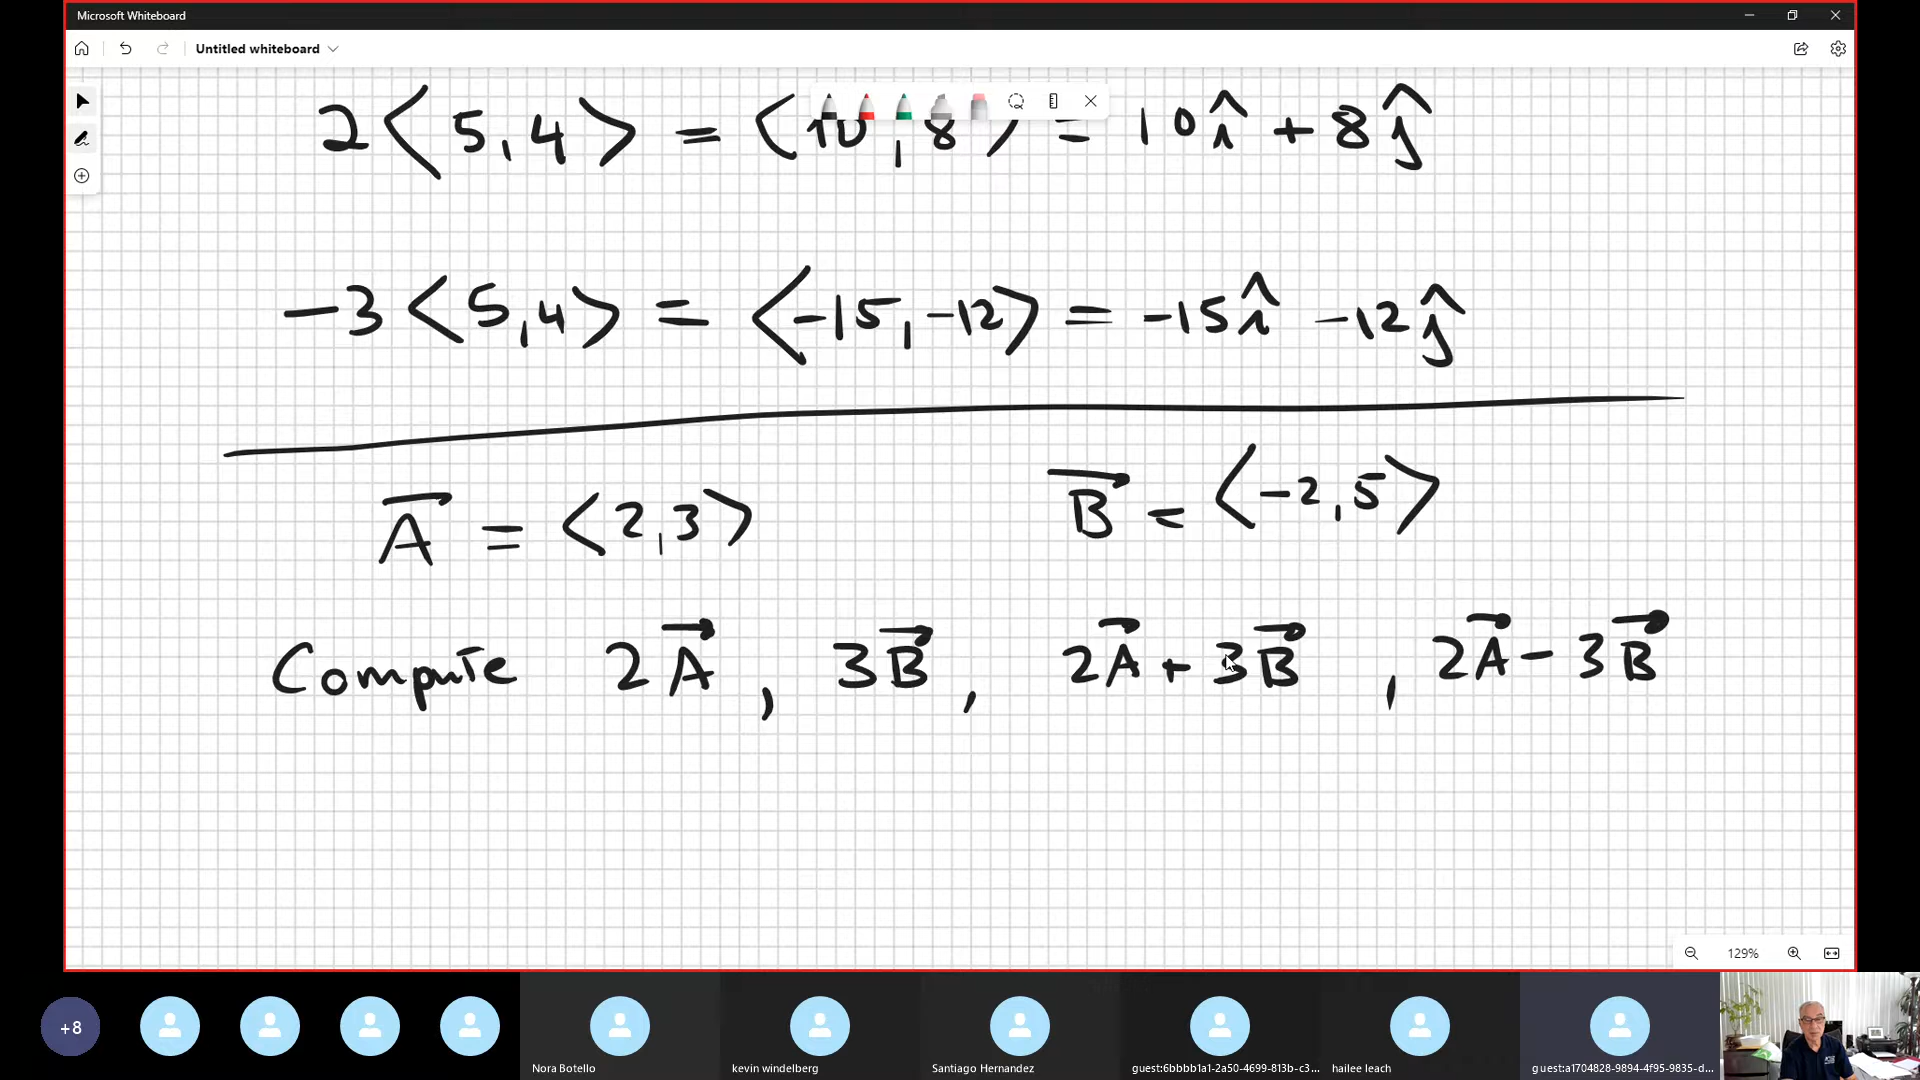 Microsoft Whiteboard
Untitled whiteboard
2<5,4> = <10,8> = 10î + 8ĵ
-3<5,4> = <-15,-12> = -15î -12ĵ
A⃗ = <2,3> B⃗ = <-2,5>
Compute 2A⃗, 3B⃗, 2A⃗+3B⃗, 2A⃗-3B⃗
129%
+8
Nora Botello kevin windelberg Santiago Hernandez guest:6bbbb1a1-2a50-4699-813b-c3... hailee leach guest:a1704828-9894-4f95-9835-d...